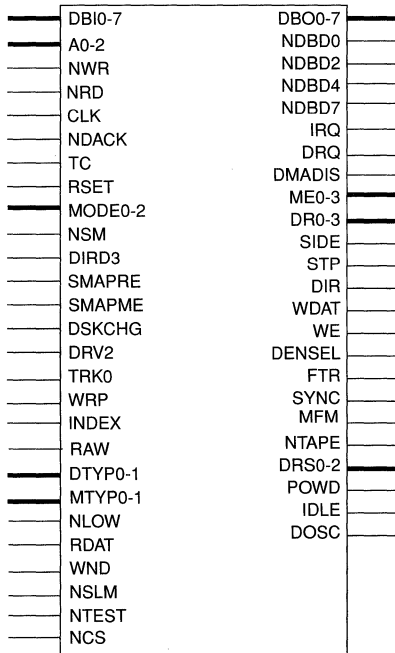 DBI0-7
A0-2
NWR
NRD
CLK
NDACK
TC
RSET
MODE0-2
NSM
DIRD3
SMAPRE
SMAPME
DSKCHG
DRV2
TRK0
WRP
INDEX
RAW
DTYP0-1
MTYP0-1
NLOW
RDAT
WND
NSLM
NTEST
NCS
DBO0-7
NDBD0
NDBD2
NDBD4
NDBD7
IRQ
DRQ
DMADIS
ME0-3
DR0-3
SIDE
STP
DIR
WDAT
WE
DENSEL
FTR
SYNC
MFM
NTAPE
DRS0-2
POWD
IDLE
DOSC